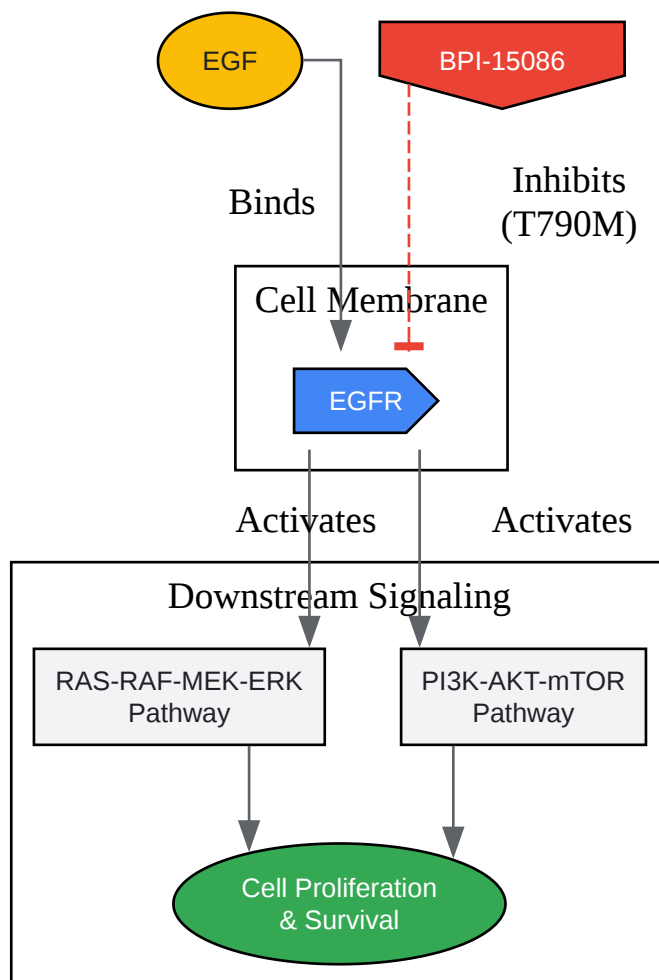 EGF
BPI-15086
Binds
Inhibits
(T790M)
Cell Membrane
EGFR
Activates
Activates
Downstream Signaling
RAS-RAF-MEK-ERK
Pathway
PI3K-AKT-mTOR
Pathway
Cell Proliferation
& Survival